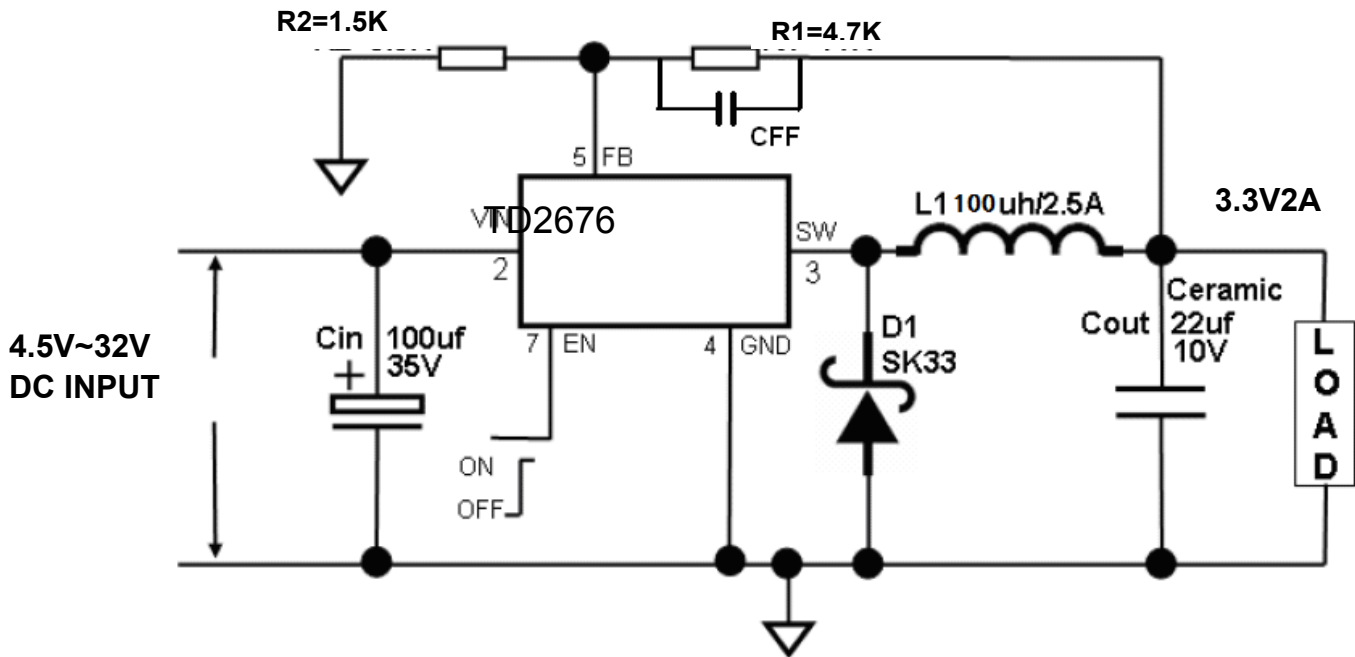 R2=1.5K
R1=4.7K
CFF
5 FB
VIN
TD2676
SW
L1 100uh/2.5A
3.3V2A
2
3
4.5V~32V
DC INPUT
Cin 100uf
35V
+
7 EN
4 GND
D1
SK33
Ceramic
Cout 22uf
10V
L
O
A
D
ON
OFF